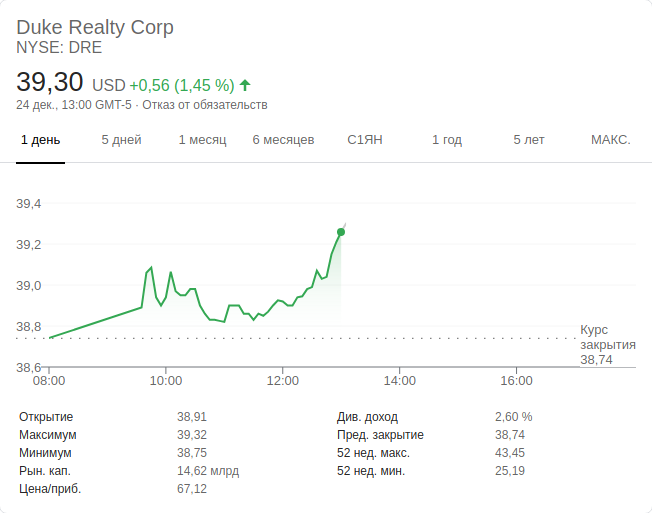 Duke Realty Corp
NYSE: DRE
39,30 USD +0,56 (1,45 %)
24 дек., 13:00 GMT-5 · Отказ от обязательств
1 день 5 дней 1 месяц 6 месяцев С1ЯН 1 год 5 лет МАКС.
39,4
39,2
39,0
38,8
38,6
Курс
закрытия
38,74
08:00 10:00 12:00 14:00 16:00
Открытие 38,91 Див. доход 2,60 %
Максимум 39,32 Пред. закрытие 38,74
Минимум 38,75 52 нед. макс. 43,45
Рын. кап. 14,62 млрд 52 нед. мин. 25,19
Цена/приб. 67,12